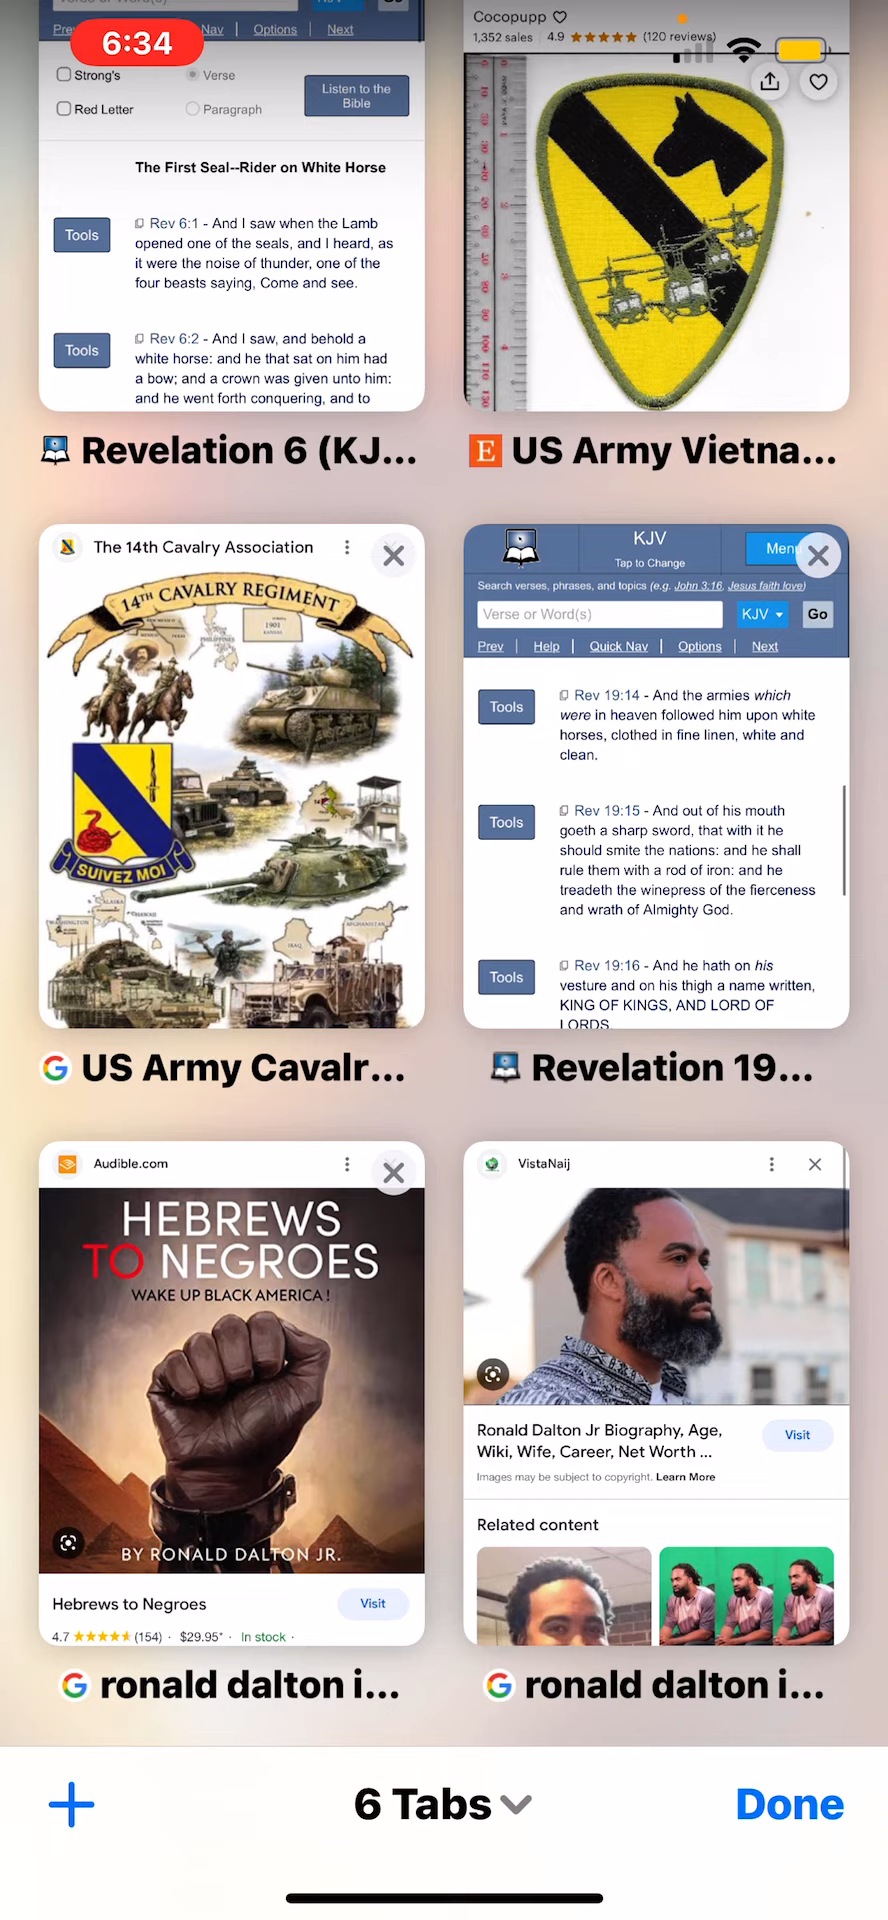 6:34
Prev
Nav | Options | Next
Strong's
Verse
Red Letter
Paragraph
Listen to the
Bible
The First Seal--Rider on White Horse
Tools
Rev 6:1 - And I saw when the Lamb
opened one of the seals, and I heard, as
it were the noise of thunder, one of the
four beasts saying, Come and see.
Tools
Rev 6:2 - And I saw, and behold a
white horse: and he that sat on him had
a bow; and a crown was given unto him:
and he went forth conquering, and to
Revelation 6 (KJ...
Cocopupp
1,352 sales 4.9 ★★★★★ (120 reviews)
E US Army Vietna...
The 14th Cavalry Association
14TH CAVALRY REGIMENT
PHILIPPINES
1901
KANSAS
SUIVEZ MOI
ALASKA
HAWAII
WASHINGTON
IRAQ
AFGHANISTAN
US Army Cavalr...
KJV
Tap to Change
Menu
Search verses, phrases, and topics (e.g. John 3:16, Jesus faith love)
Verse or Word(s)
KJV
Go
Prev | Help | Quick Nav | Options | Next
Tools
Rev 19:14 - And the armies which
were in heaven followed him upon white
horses, clothed in fine linen, white and
clean.
Tools
Rev 19:15 - And out of his mouth
goeth a sharp sword, that with it he
should smite the nations: and he shall
rule them with a rod of iron: and he
treadeth the winepress of the fierceness
and wrath of Almighty God.
Tools
Rev 19:16 - And he hath on his
vesture and on his thigh a name written,
KING OF KINGS, AND LORD OF
LORDS.
Revelation 19...
Audible.com
HEBREWS
TO NEGROES
WAKE UP BLACK AMERICA!
BY RONALD DALTON JR.
Hebrews to Negroes
Visit
4.7 ★★★★★ (154) · $29.95* · In stock ·
ronald dalton i...
VistaNaij
Ronald Dalton Jr Biography, Age,
Wiki, Wife, Career, Net Worth ...
Visit
Images may be subject to copyright. Learn More
Related content
ronald dalton i...
6 Tabs
Done